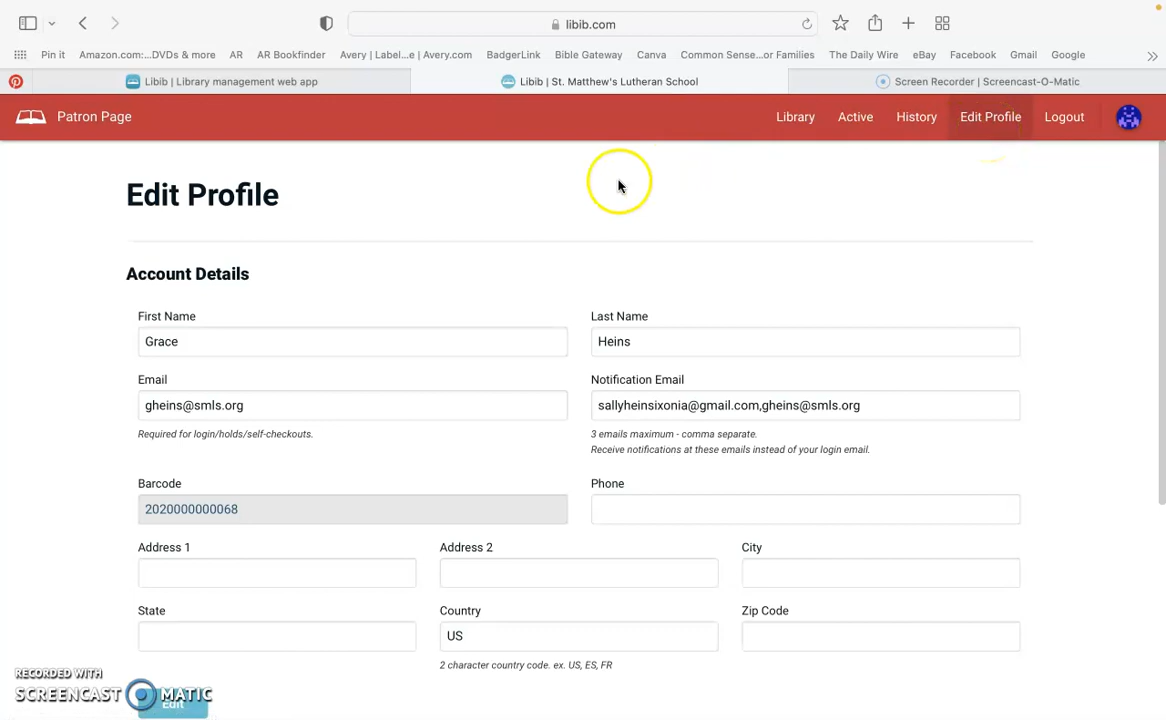 libib.com
Pin it Amazon.com:...DVDs & more AR AR Bookfinder Avery | Label...e | Avery.com BadgerLink Bible Gateway Canva Common Sense...or Families The Daily Wire eBay Facebook Gmail Google
Libib | Library management web app Libib | St. Matthew's Lutheran School Screen Recorder | Screencast-O-Matic
Patron Page Library Active History Edit Profile Logout
Edit Profile
Account Details
First Name Last Name
Grace Heins
Email Notification Email
gheins@smls.org sallyheinsixonia@gmail.com,gheins@smls.org
Required for login/holds/self-checkouts. 3 emails maximum - comma separate.
Receive notifications at these emails instead of your login email.
Barcode Phone
2020000000068
Address 1 Address 2 City
State Country Zip Code
US
2 character country code. ex. US, ES, FR
RECORDED WITH
SCREENCAST MATIC
Edit